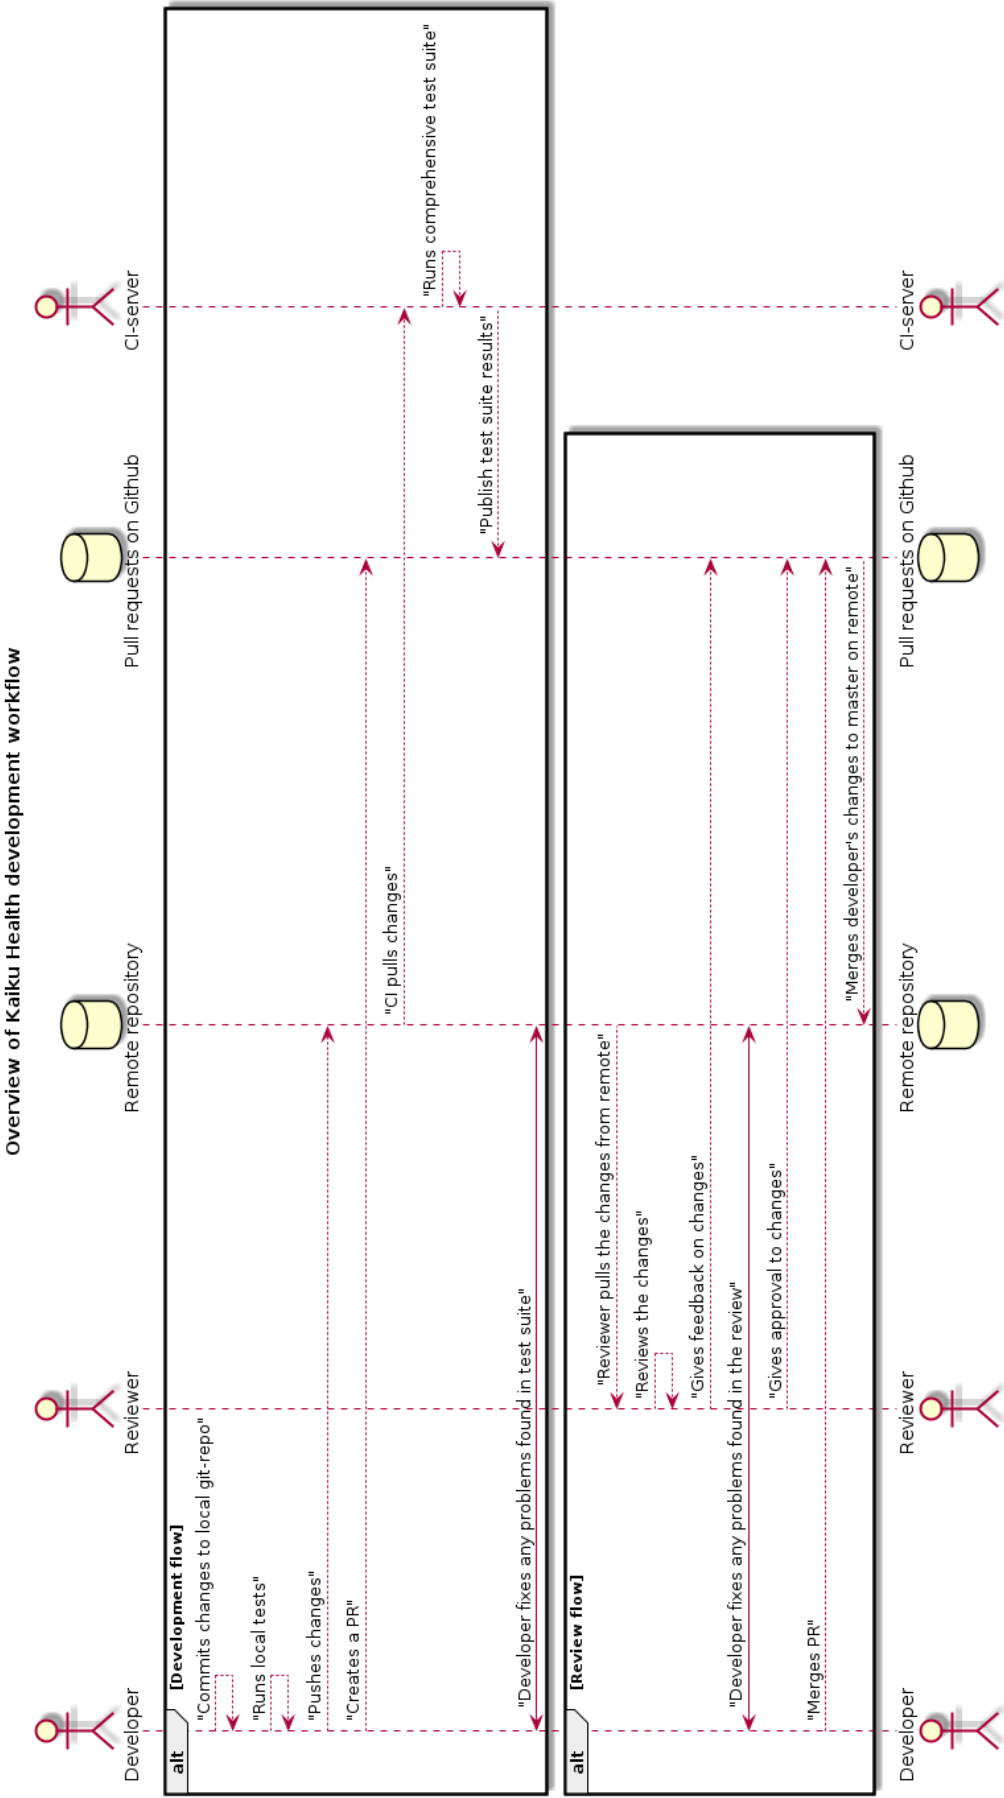 Overview of Kaiku Health development workflow
Developer
Reviewer
Remote repository
Pull requests on Github
CI-server
alt
[Development flow]
"Commits changes to local git-repo"
"Runs local tests"
"Pushes changes"
"Creates a PR"
"CI pulls changes"
"Runs comprehensive test suite"
"Publish test suite results"
"Developer fixes any problems found in test suite"
alt
[Review flow]
"Reviewer pulls the changes from remote"
"Reviews the changes"
"Gives feedback on changes"
"Developer fixes any problems found in the review"
"Gives approval to changes"
"Merges PR"
"Merges developer's changes to master on remote"
Developer
Reviewer
Remote repository
Pull requests on Github
CI-server